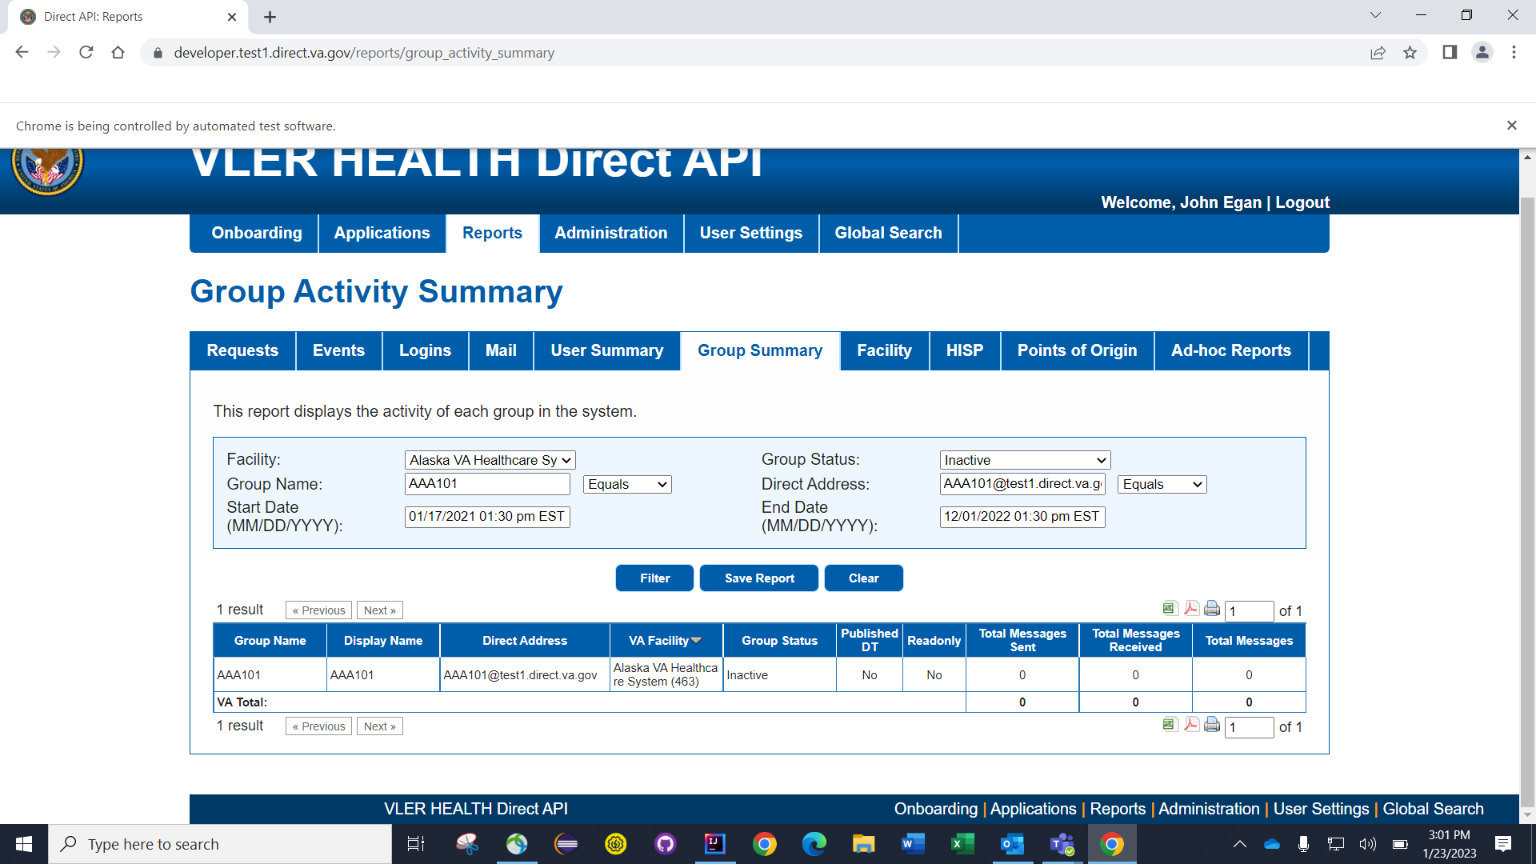 Direct API: Reports
developer.test1.direct.va.gov/reports/group_activity_summary
Chrome is being controlled by automated test software.
VLER HEALTH Direct API
Welcome, John Egan | Logout
Onboarding Applications Reports Administration User Settings Global Search
Group Activity Summary
Requests Events Logins Mail User Summary Group Summary Facility HISP Points of Origin Ad-hoc Reports
This report displays the activity of each group in the system.
Facility: Alaska VA Healthcare Sy Group Status: Inactive
Group Name: AAA101 Equals Direct Address: AAA101@test1.direct.va.g Equals
Start Date
(MM/DD/YYYY): 01/17/2021 01:30 pm EST
End Date
(MM/DD/YYYY): 12/01/2022 01:30 pm EST
Filter Save Report Clear
1 result « Previous Next » 1 of 1
Group Name Display Name Direct Address VA Facility Group Status Published DT Readonly Total Messages Sent Total Messages Received Total Messages
AAA101 AAA101 AAA101@test1.direct.va.gov Alaska VA Healthca
re System (463) Inactive No No 0 0 0
VA Total: 0 0 0
1 result « Previous Next » 1 of 1
VLER HEALTH Direct API Onboarding | Applications | Reports | Administration | User Settings | Global Search
Type here to search
3:01 PM
1/23/2023